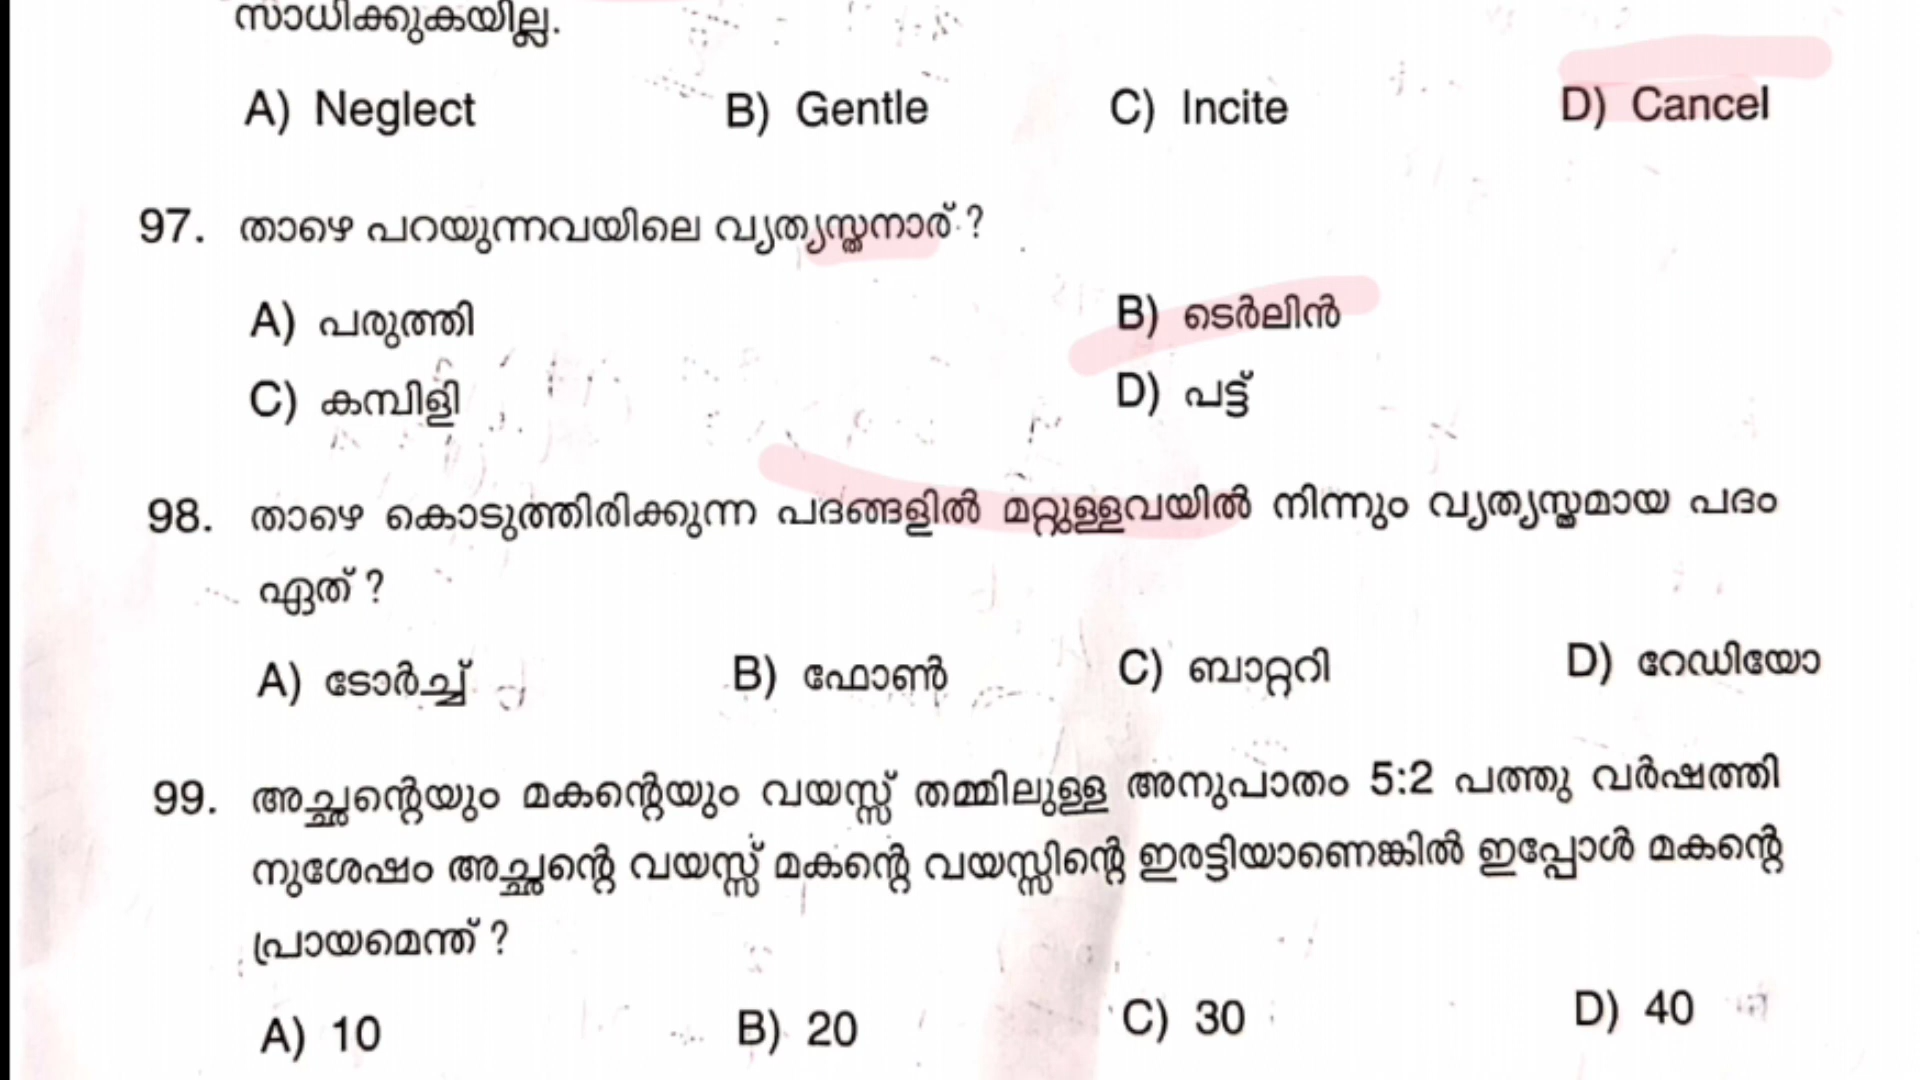 സാധിക്കുകയില്ല.
A) Neglect B) Gentle C) Incite D) Cancel
97. താഴെ പറയുന്നവയിലെ വ്യത്യസ്തനാര് ?
A) പരുത്തി B) ടെർലിൻ
C) കമ്പിളി D) പട്ട്
98. താഴെ കൊടുത്തിരിക്കുന്ന പദങ്ങളിൽ മറ്റുള്ളവയിൽ നിന്നും വ്യത്യസ്തമായ പദം
ഏത് ?
A) ടോർച്ച് B) ഫോൺ C) ബാറ്ററി D) റേഡിയോ
99. അച്ഛന്റെയും മകന്റെയും വയസ്സ് തമ്മിലുള്ള അനുപാതം 5:2 പത്തു വർഷത്തി
നുശേഷം അച്ഛന്റെ വയസ്സ് മകന്റെ വയസ്സിന്റെ ഇരട്ടിയാണെങ്കിൽ ഇപ്പോൾ മകന്റെ
പ്രായമെന്ത് ?
A) 10 B) 20 C) 30 D) 40